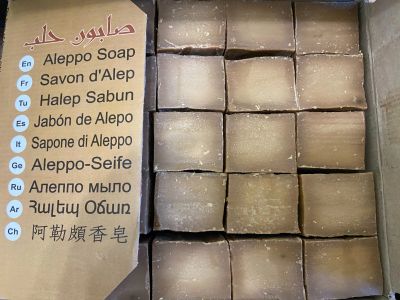 صابون حلب
En Aleppo Soap
Fr Savon d'Alep
Tu Halep Sabun
Es Jabón de Alepo
It Sapone di Aleppo
Ge Aleppo-Seife
Ru Алеппо мыло
Ar Հալեպ Օճառ
Ch 阿勒頗香皂